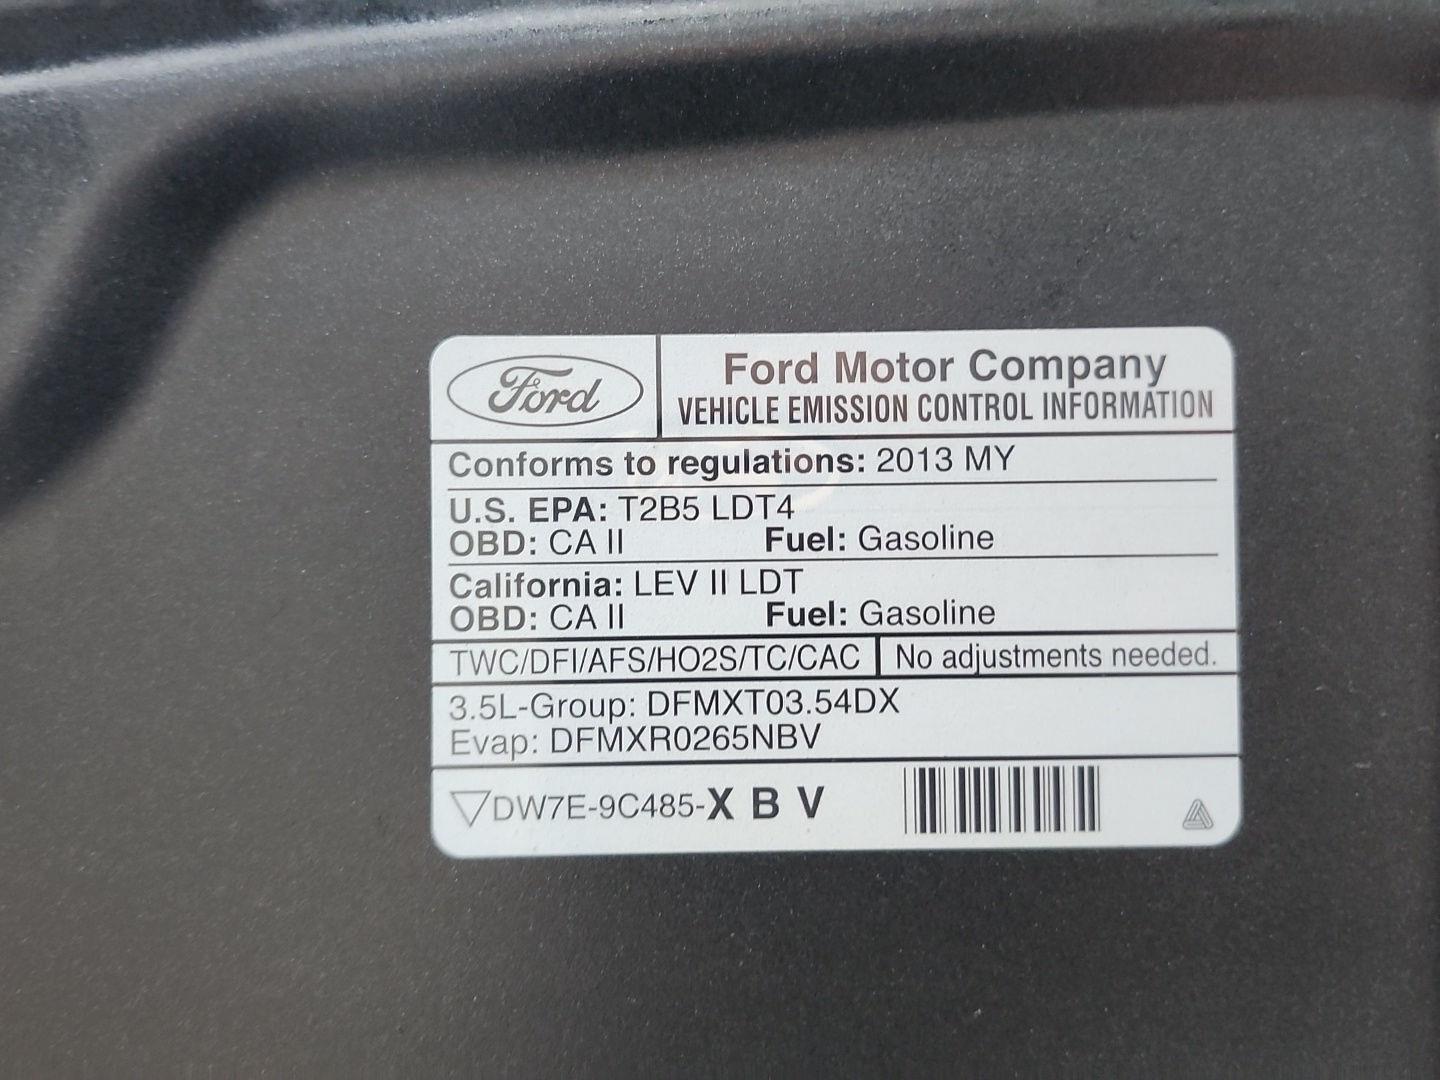 Ford
Ford Motor Company
VEHICLE EMISSION CONTROL INFORMATION
Conforms to regulations: 2013 MY
U.S. EPA: T2B5 LDT4
OBD: CA II Fuel: Gasoline
California: LEV II LDT
OBD: CA II Fuel: Gasoline
TWC/DFI/AFS/HO2S/TC/CAC No adjustments needed.
3.5L-Group: DFMXT03.54DX
Evap: DFMXR0265NBV
DW7E-9C485-X B V